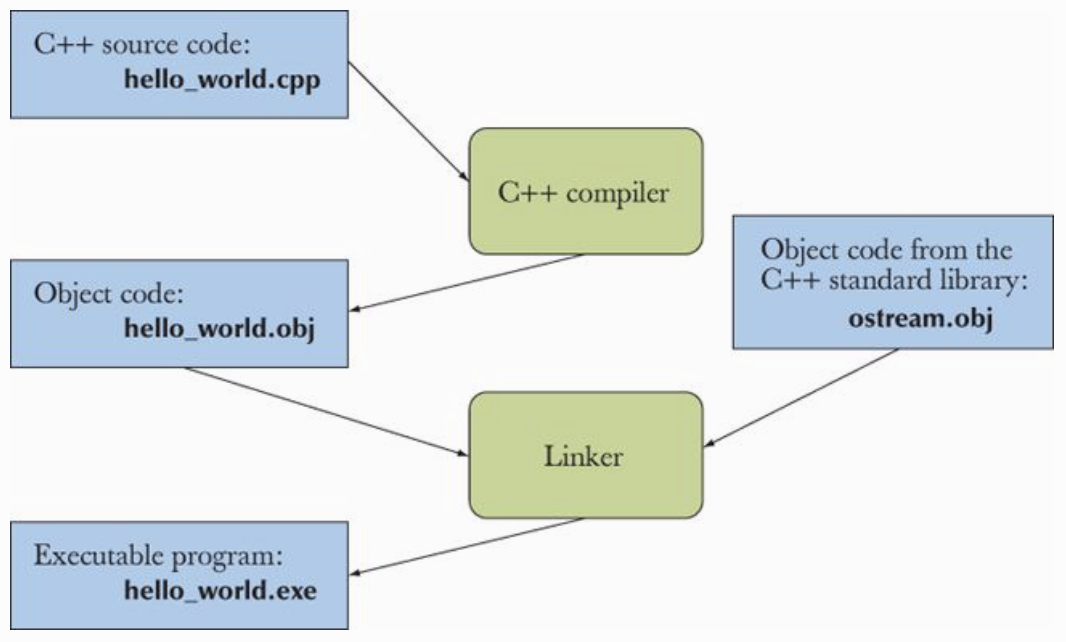 C++ source code:
hello_world.cpp
C++ compiler
Object code from the
C++ standard library:
ostream.obj
Object code:
hello_world.obj
Linker
Executable program:
hello_world.exe